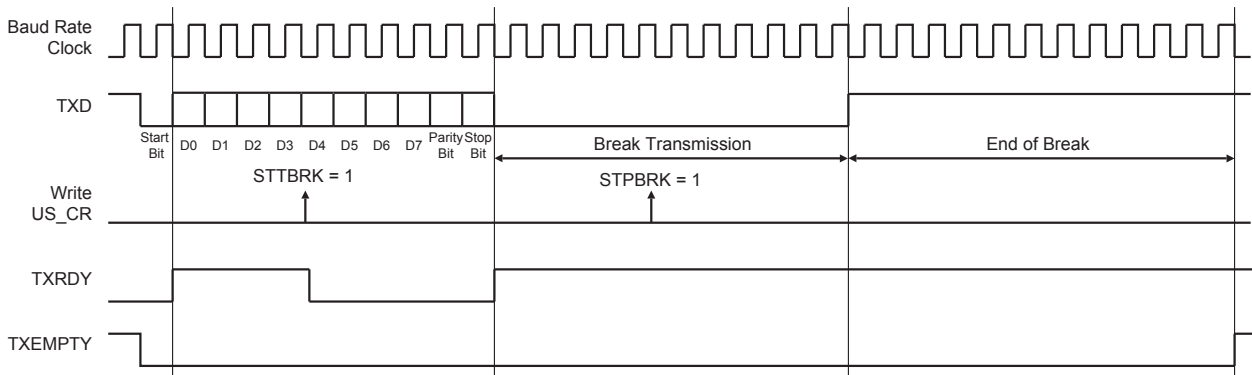 Baud Rate
Clock
TXD
Start
Bit
D0 D1 D2 D3 D4 D5 D6 D7
Parity
Bit
Stop
Bit
Break Transmission
End of Break
STTBRK = 1
STPBRK = 1
Write
US_CR
TXRDY
TXEMPTY